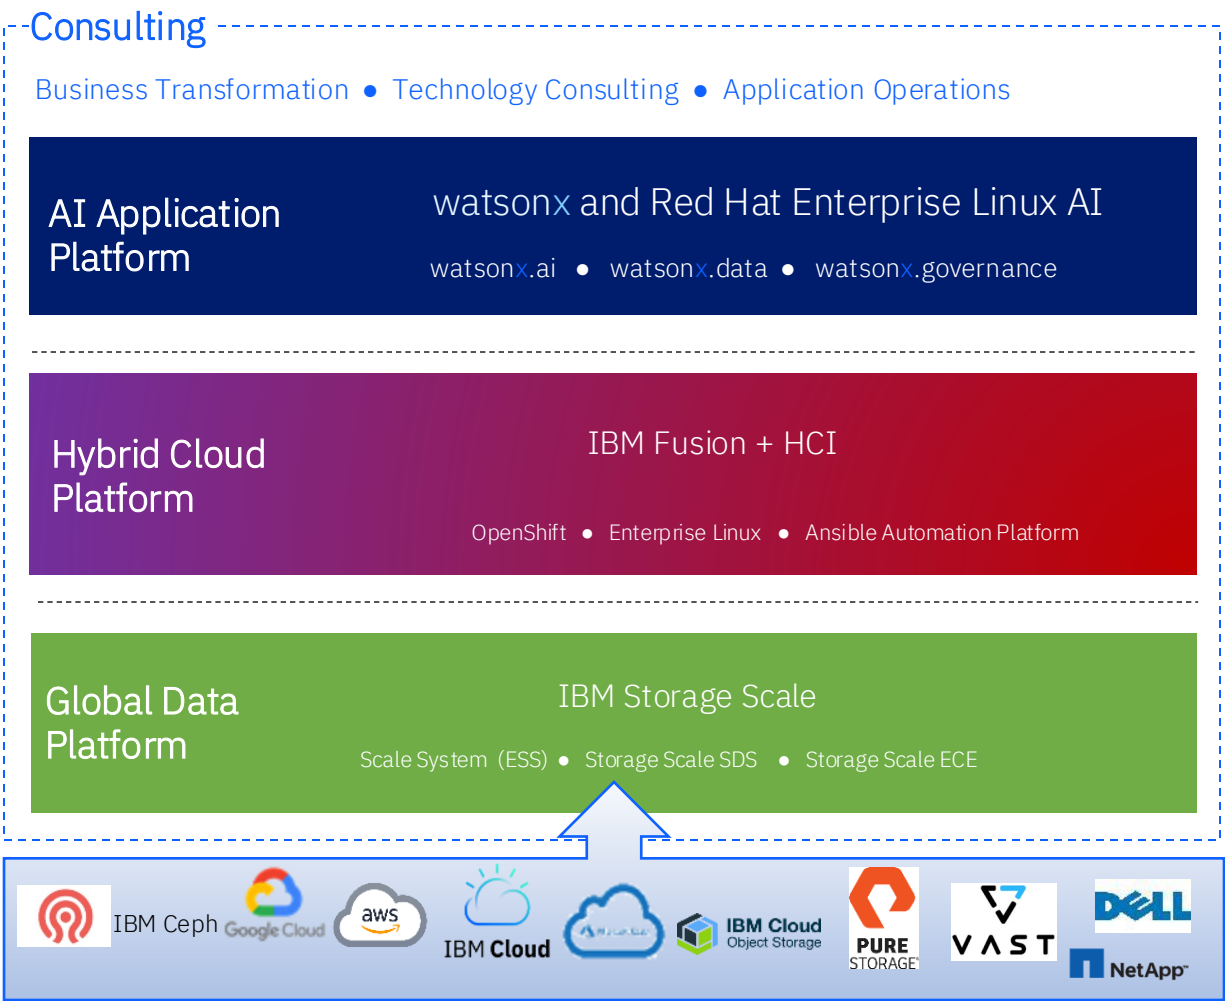 Consulting
Business Transformation ● Technology Consulting ● Application Operations
AI Application
Platform
watsonx and Red Hat Enterprise Linux AI
watsonx.ai ● watsonx.data ● watsonx.governance
Hybrid Cloud
Platform
IBM Fusion + HCI
OpenShift ● Enterprise Linux ● Ansible Automation Platform
Global Data
Platform
IBM Storage Scale
Scale System (ESS) ● Storage Scale SDS ● Storage Scale ECE
IBM Ceph
Google Cloud
aws
IBM Cloud
IBM Cloud
Object Storage
PURE
STORAGE
VAST
DELL
NetApp™